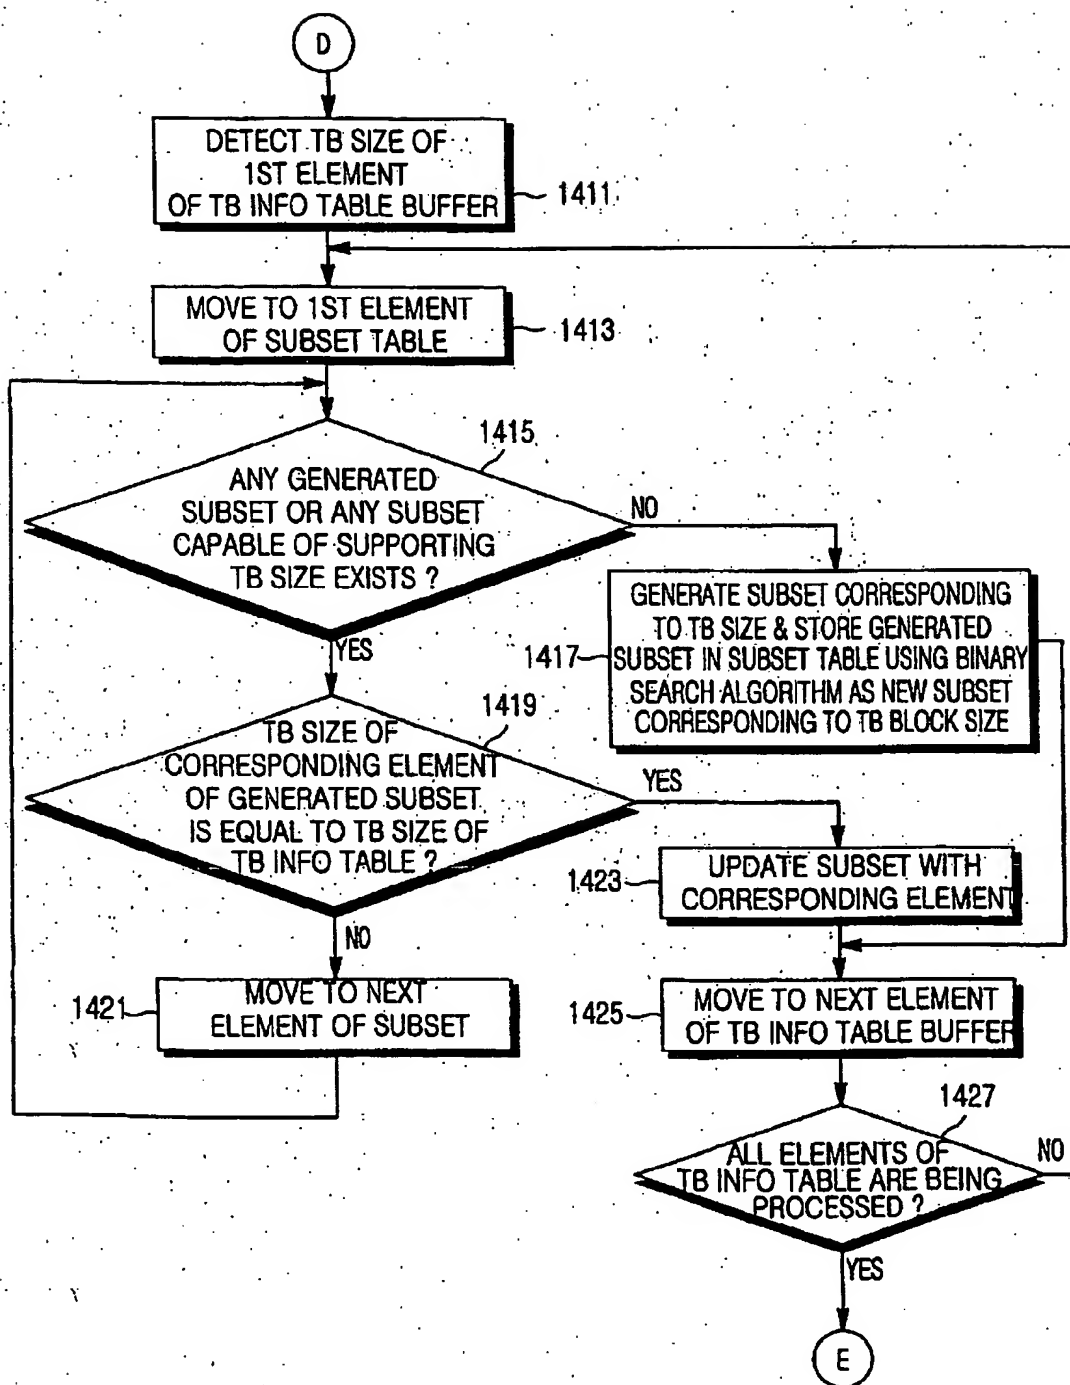 D
DETECT TB SIZE OF
1ST ELEMENT
OF TB INFO TABLE BUFFER
1411
MOVE TO 1ST ELEMENT
OF SUBSET TABLE
1413
1415
ANY GENERATED
SUBSET OR ANY SUBSET
CAPABLE OF SUPPORTING
TB SIZE EXISTS ?
NO
YES
GENERATE SUBSET CORRESPONDING
TO TB SIZE & STORE GENERATED
SUBSET IN SUBSET TABLE USING BINARY
SEARCH ALGORITHM AS NEW SUBSET
CORRESPONDING TO TB BLOCK SIZE
1417
1419
TB SIZE OF
CORRESPONDING ELEMENT
OF GENERATED SUBSET
IS EQUAL TO TB SIZE OF
TB INFO TABLE ?
YES
NO
UPDATE SUBSET WITH
CORRESPONDING ELEMENT
1423
MOVE TO NEXT
ELEMENT OF SUBSET
1421
MOVE TO NEXT ELEMENT
OF TB INFO TABLE BUFFER
1425
1427
ALL ELEMENTS OF
TB INFO TABLE ARE BEING
PROCESSED ?
NO
YES
E